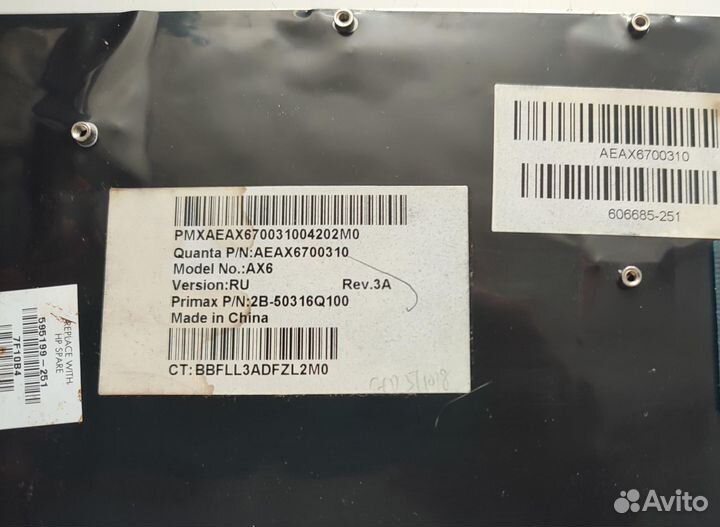 AEAX6700310
606685-251
PMXAEAX670031004202M0
Quanta P/N:AEAX6700310
Model No.:AX6
Version:RU Rev.3A
Primax P/N:2B-50316Q100
Made in China
CT:BBFLL3ADFZL2M0
REPLACE WITH
HP SPARE
595199-251
7F10B4
Avito